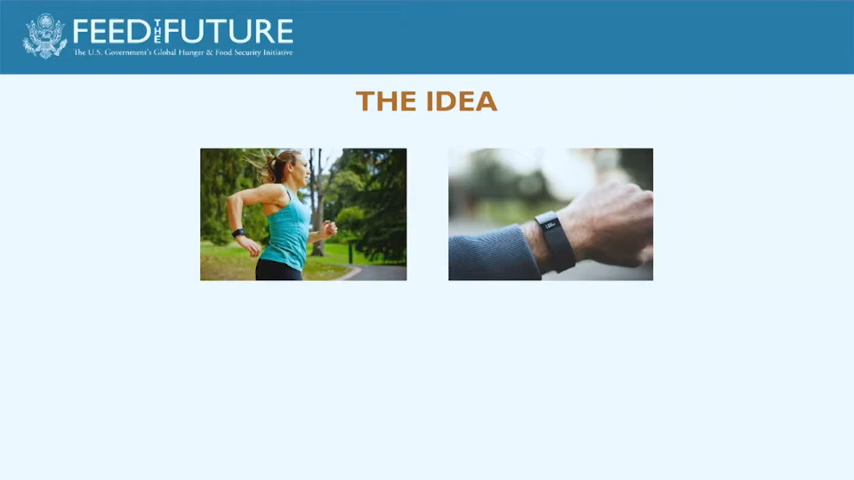 FEED THE FUTURE
The U.S. Government's Global Hunger & Food Security Initiative
THE IDEA